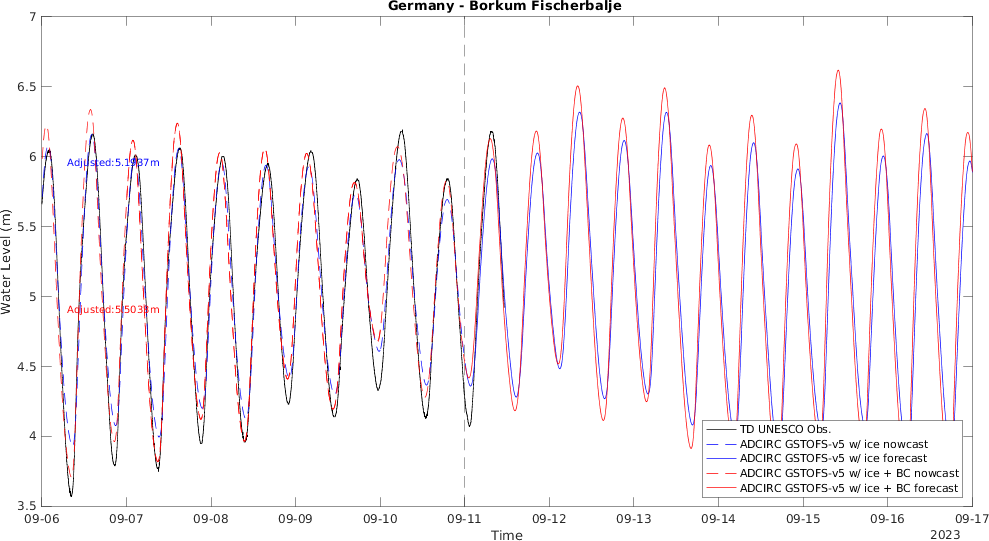 Germany - Borkum Fischerbalje
7
6.5
6
5.5
5
4.5
4
3.5
Water Level (m)
Adjusted:5.1987m
Adjusted:5.5038m
TD UNESCO Obs.
ADCIRC GSTOFS-v5 w/ ice nowcast
ADCIRC GSTOFS-v5 w/ ice forecast
ADCIRC GSTOFS-v5 w/ ice + BC nowcast
ADCIRC GSTOFS-v5 w/ ice + BC forecast
09-06 09-07 09-08 09-09 09-10 09-11 09-12 09-13 09-14 09-15 09-16 09-17
Time
2023